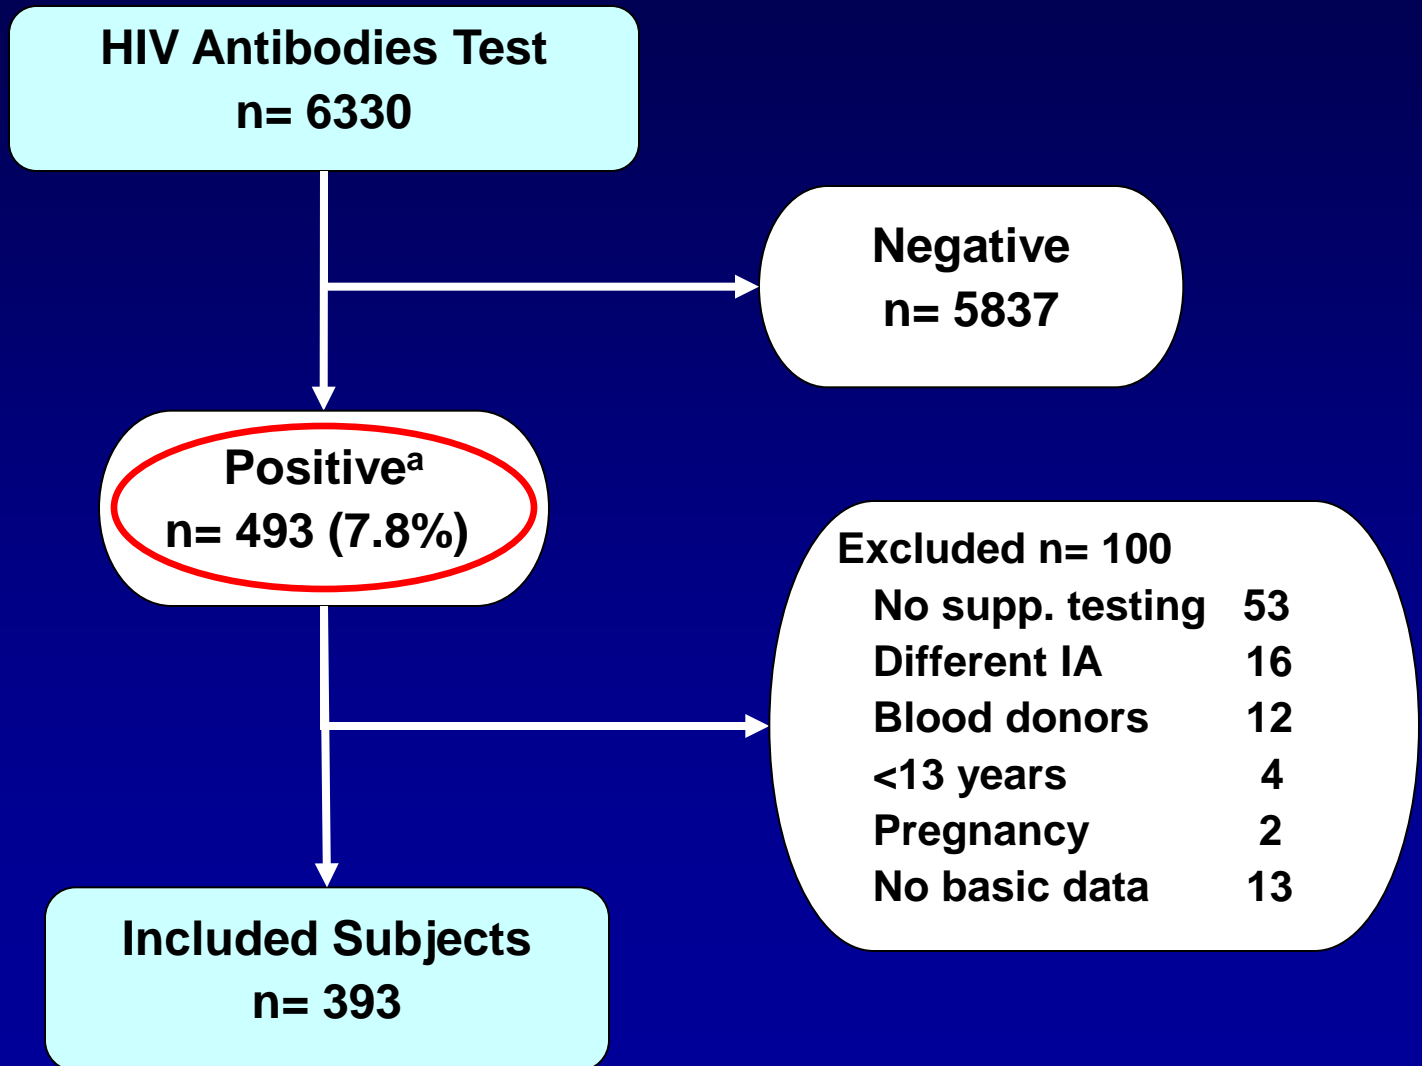 HIV Antibodies Test
n= 6330
Negative
n= 5837
Positiveᵃ
n= 493 (7.8%)
Excluded n= 100
No supp. testing 53
Different IA 16
Blood donors 12
<13 years 4
Pregnancy 2
No basic data 13
Included Subjects
n= 393